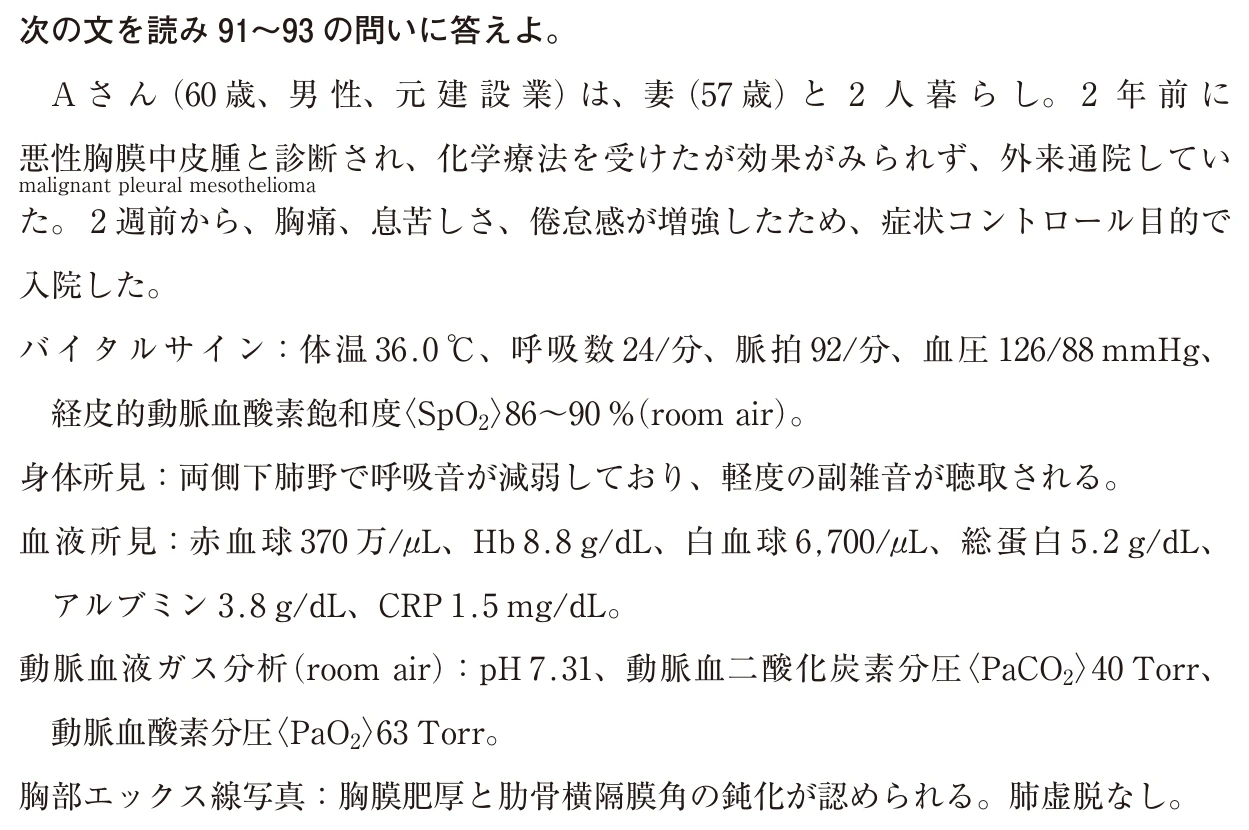 次の文を読み 91〜93 の問いに答えよ。
Aさん(60歳、男性、元建設業)は、妻(57歳)と2人暮らし。2年前に
悪性胸膜中皮腫と診断され、化学療法を受けたが効果がみられず、外来通院してい
malignant pleural mesothelioma
た。2週前から、胸痛、息苦しさ、倦怠感が増強したため、症状コントロール目的で
入院した。
バイタルサイン:体温 36.0 ℃、呼吸数 24/分、脈拍 92/分、血圧 126/88 mmHg、
経皮的動脈血酸素飽和度〈SpO₂〉86〜90 %(room air)。
身体所見:両側下肺野で呼吸音が減弱しており、軽度の副雑音が聴取される。
血液所見:赤血球 370 万/μL、Hb 8.8 g/dL、白血球 6,700/μL、総蛋白 5.2 g/dL、
アルブミン 3.8 g/dL、CRP 1.5 mg/dL。
動脈血液ガス分析(room air):pH 7.31、動脈血二酸化炭素分圧〈PaCO₂〉40 Torr、
動脈血酸素分圧〈PaO₂〉63 Torr。
胸部エックス線写真:胸膜肥厚と肋骨横隔膜角の鈍化が認められる。肺虚脱なし。